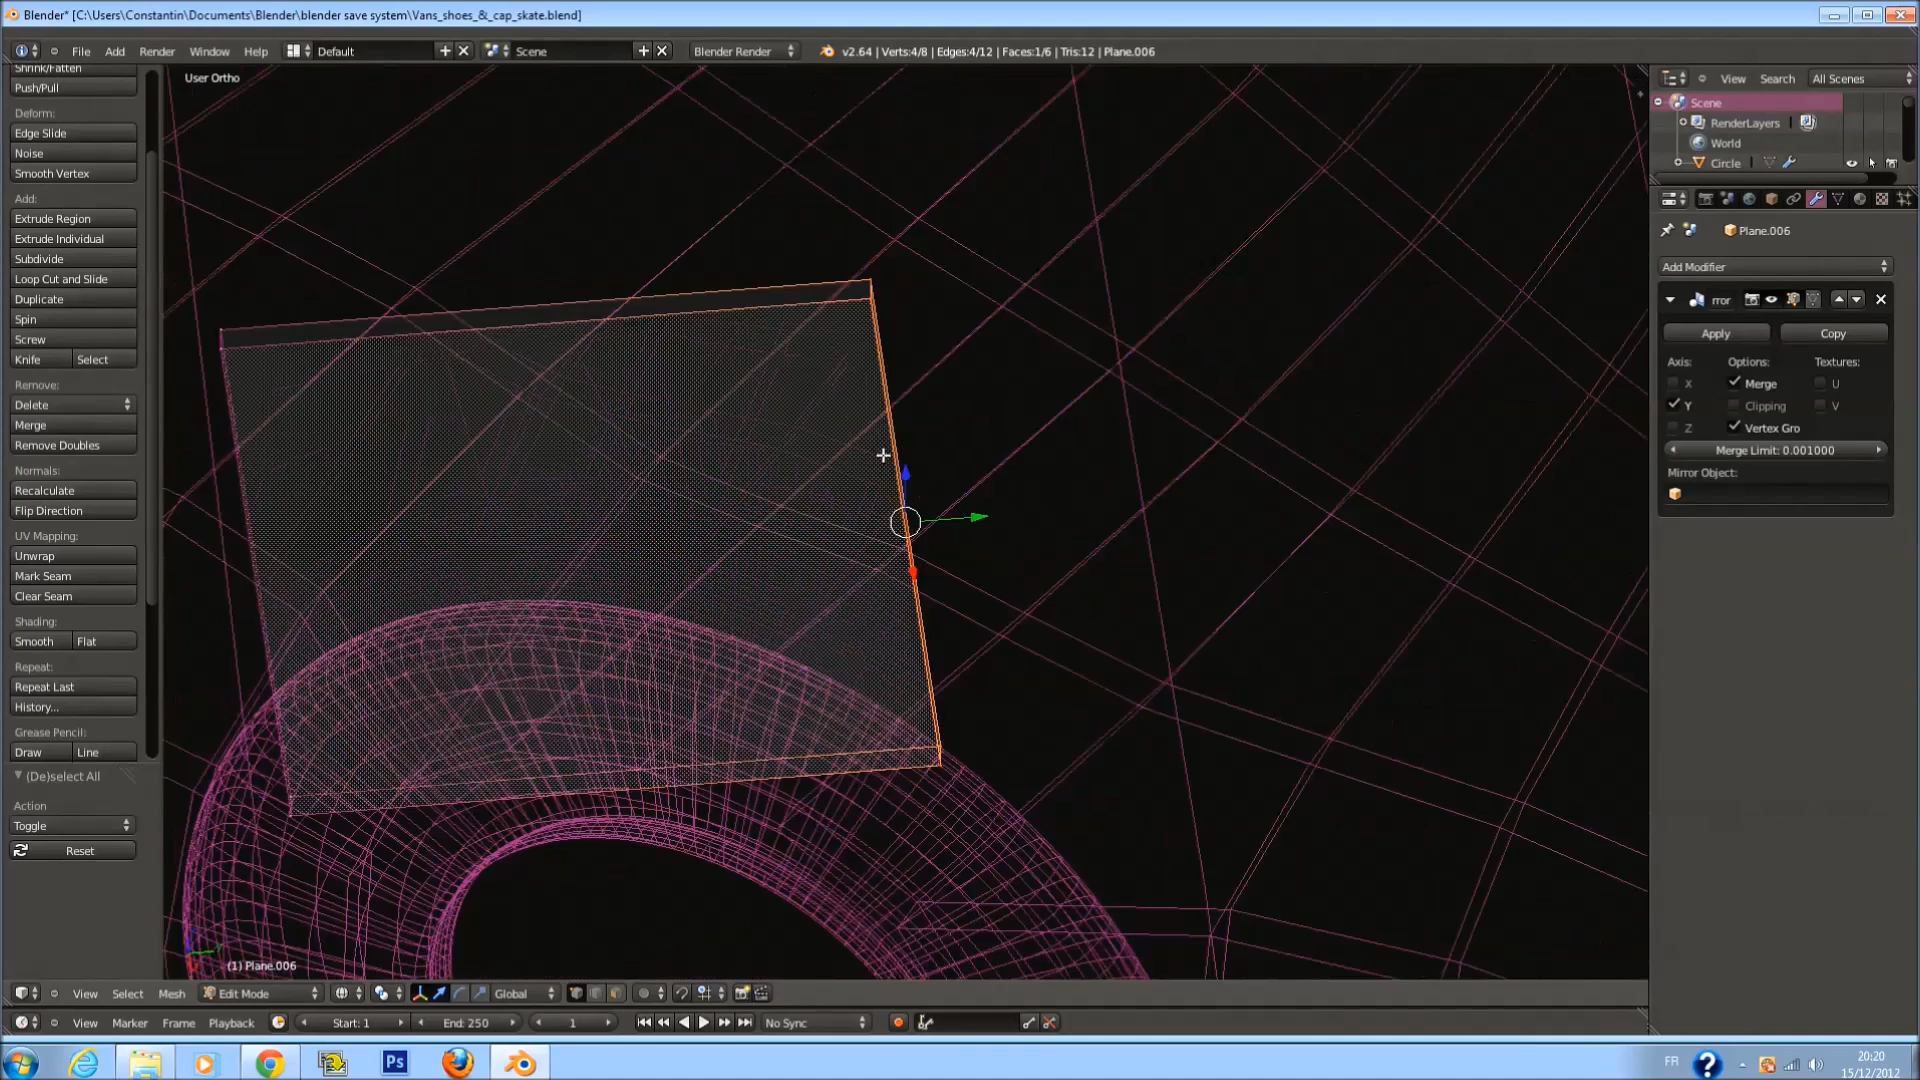 Blender* [C:\Users\Constantin\Documents\Blender\blender save system\Vans_shoes_&_cap_skate.blend]
File Add Render Window Help Default Scene Blender Render v2.64 | Verts:4/8 | Edges:4/12 | Faces:1/6 | Tris:12 | Plane.006
Shrink/Fatten
Push/Pull
Deform:
Edge Slide
Noise
Smooth Vertex
Add:
Extrude Region
Extrude Individual
Subdivide
Loop Cut and Slide
Duplicate
Spin
Screw
Knife Select
Remove:
Delete
Merge
Remove Doubles
Normals:
Recalculate
Flip Direction
UV Mapping:
Unwrap
Mark Seam
Clear Seam
Shading:
Smooth Flat
Repeat:
Repeat Last
History...
Grease Pencil:
Draw Line
(De)select All
Action
Toggle
Reset
User Ortho
(1) Plane.006
View Search All Scenes
Scene
RenderLayers
World
Circle
Plane.006
Add Modifier
rror
Apply Copy
Axis: Options: Textures:
X Merge U
Y Clipping V
Z Vertex Gro
Merge Limit: 0.001000
Mirror Object:
View Select Mesh Edit Mode Global
View Marker Frame Playback Start: 1 End: 250 1 No Sync
Ps
FR
20:20
15/12/2012